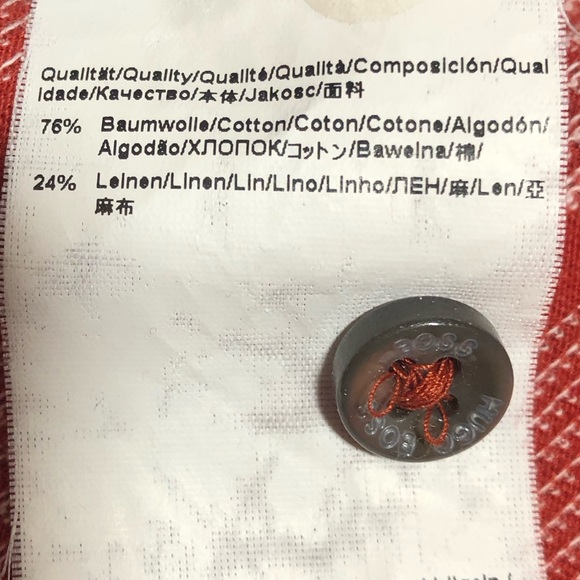 Qualität/Quality/Qualité/Qualità/Composición/Qual
idade/Качество/本体/Jakosc/面料
76% Baumwolle/Cotton/Coton/Cotone/Algodón/
Algodão/ХЛОПОК/コットン/Bawelna/棉/
24% Leinen/Linen/Lin/Lino/Linho/ЛЕН/麻/Len/亞
麻布
BOSS
HUGO BOSS